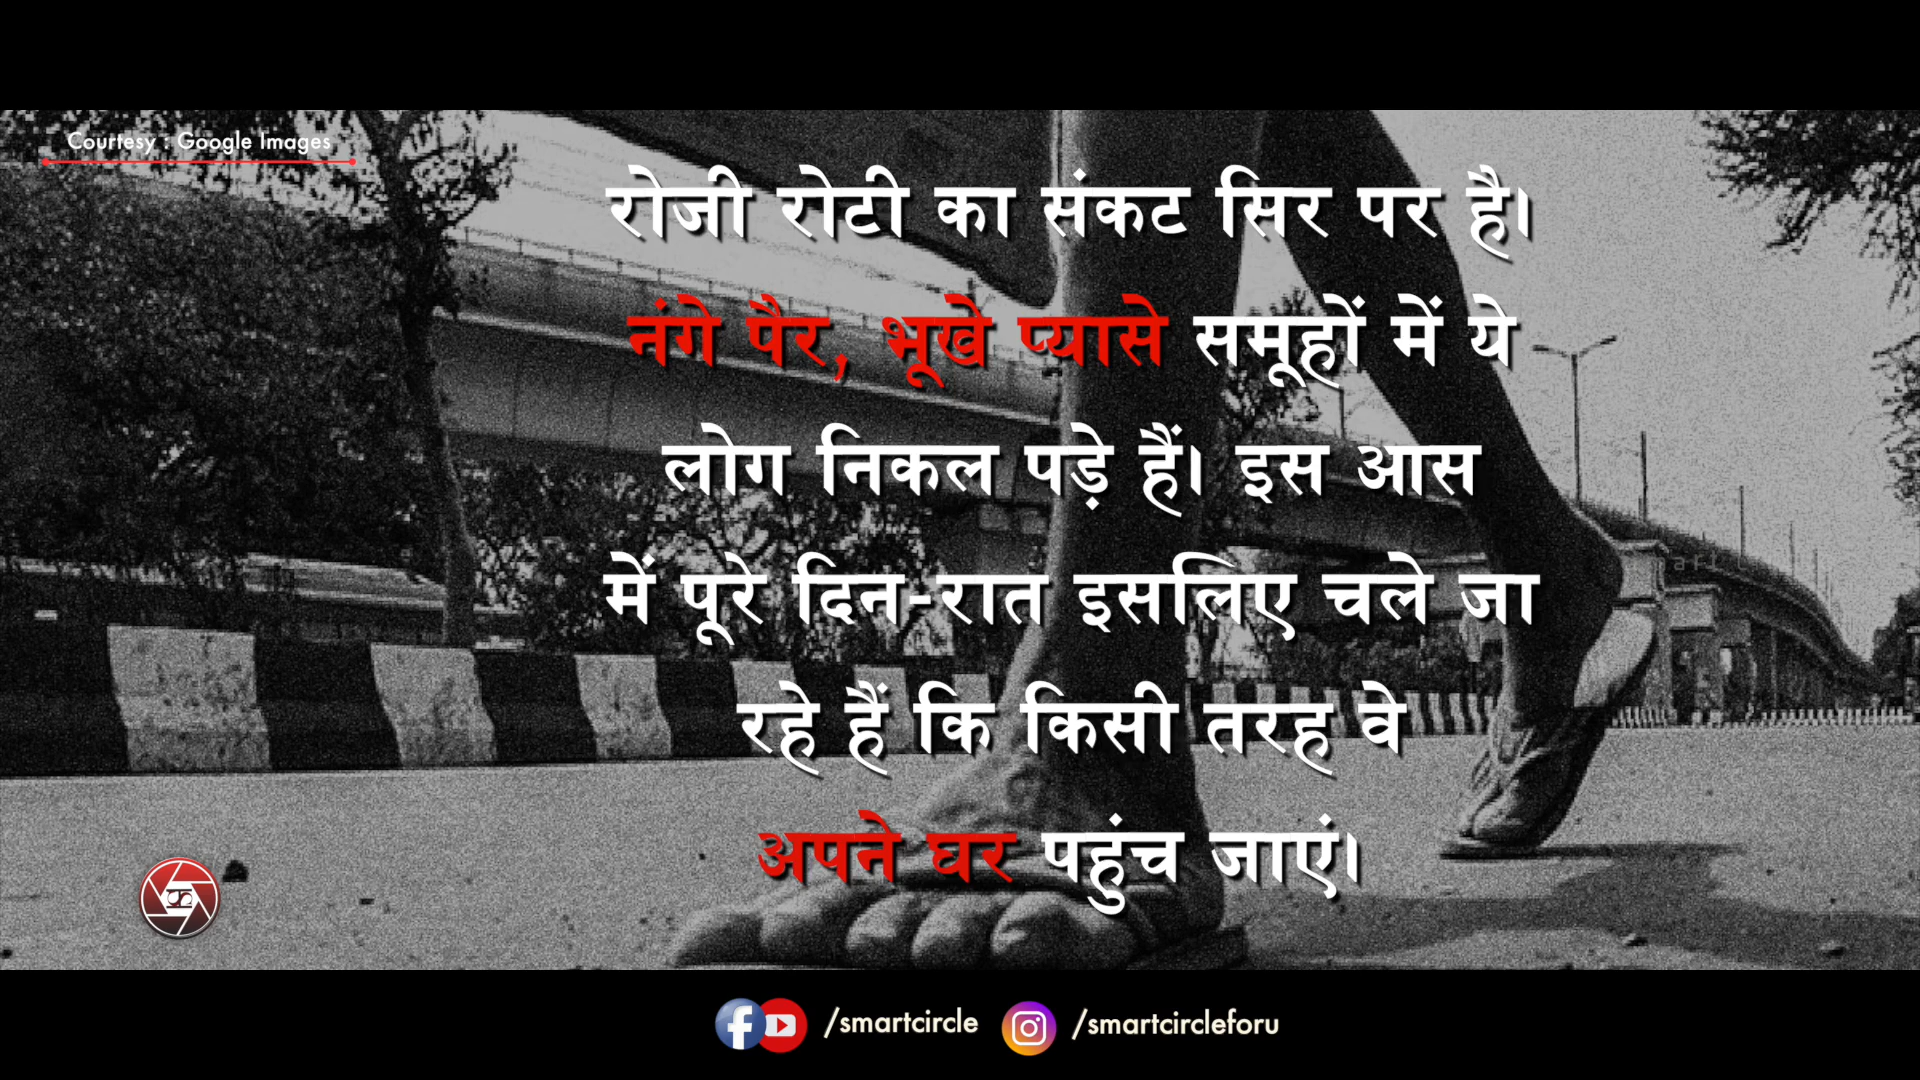 Courtesy : Google Images
रोजी रोटी का संकट सिर पर है।
नंगे पैर, भूखे प्यासे समूहों में ये
लोग निकल पड़े हैं। इस आस
में पूरे दिन-रात इसलिए चले जा
रहे हैं कि किसी तरह वे
अपने घर पहुंच जाएं।
/smartcircle /smartcircleforu